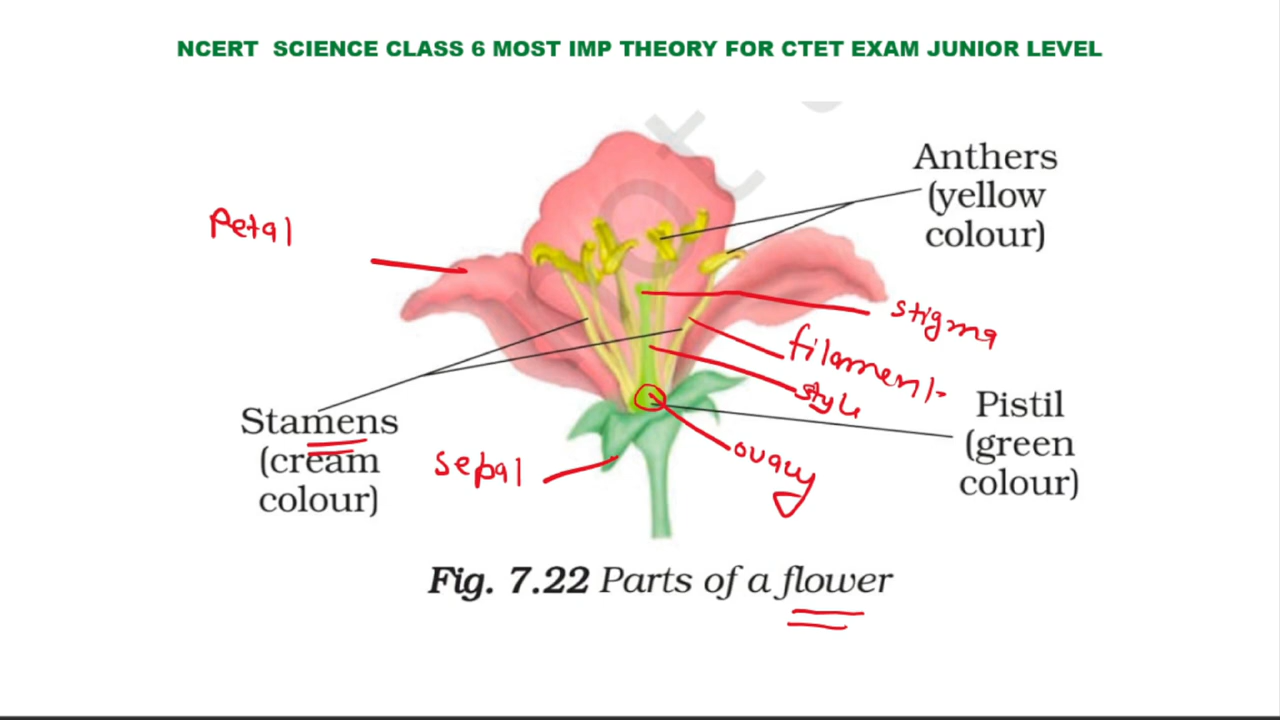 NCERT SCIENCE CLASS 6 MOST IMP THEORY FOR CTET EXAM JUNIOR LEVEL
Anthers
(yellow
colour)
Petal
stigma
filament
style
Stamens
(cream
colour)
Pistil
(green
colour)
sepal
ovary
Fig. 7.22 Parts of a flower